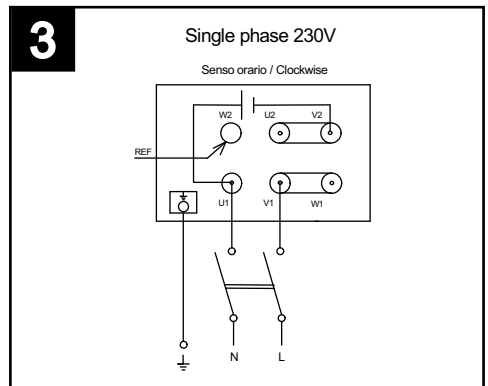 3
Single phase 230V
Senso orario / Clockwise
W2 U2 V2
REF
U1 V1 W1
N L